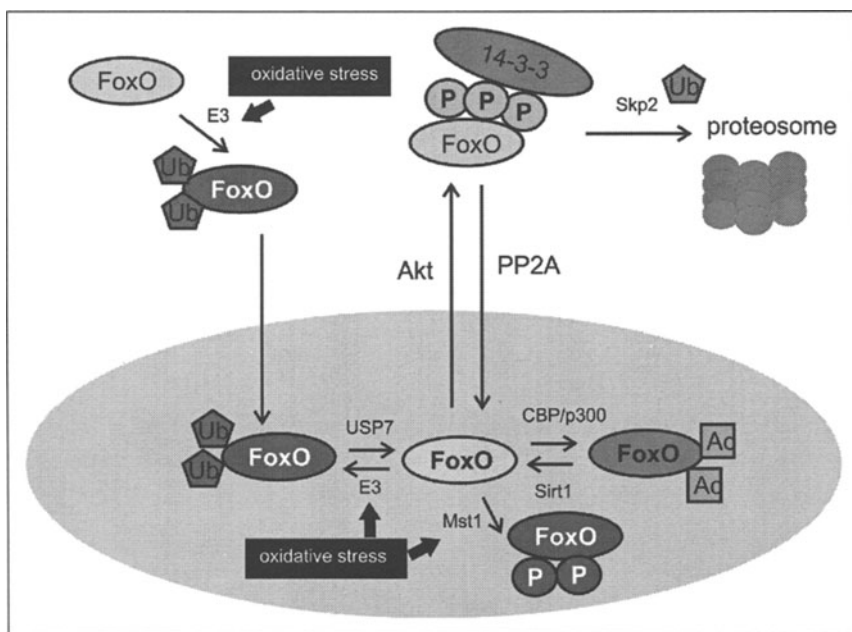 FoxO
oxidative stress
E3
Ub
Ub
FoxO
14-3-3
P P P
FoxO
Skp2
Ub
proteosome
Akt
PP2A
Ub
Ub
FoxO
USP7
E3
FoxO
CBP/p300
Sirt1
FoxO
Ac
Ac
oxidative stress
Mst1
FoxO
P P